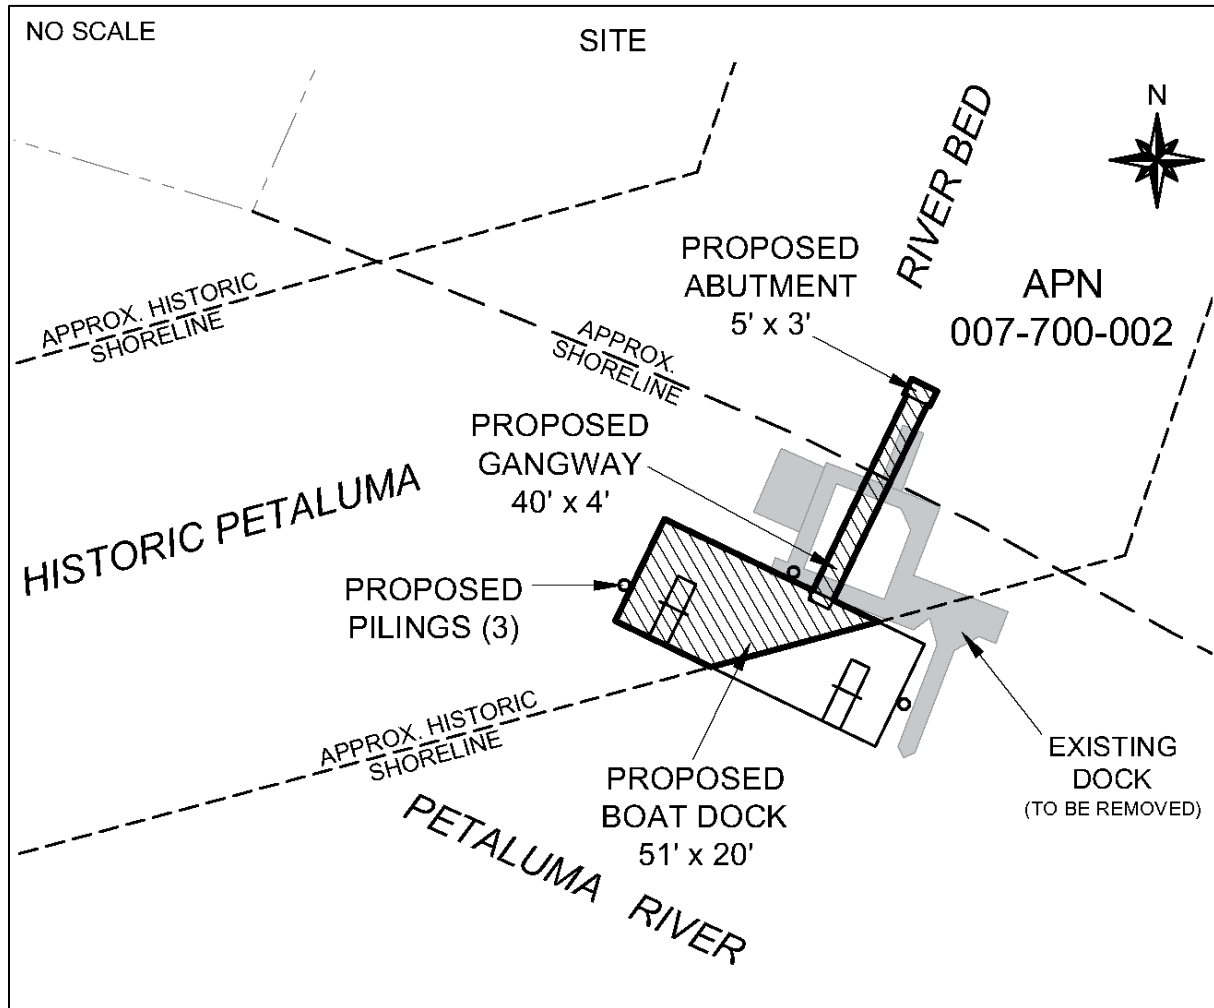 NO SCALE
SITE
N
RIVER BED
PROPOSED
ABUTMENT
5' x 3'
APN
007-700-002
APPROX. HISTORIC
SHORELINE
APPROX.
SHORELINE
PROPOSED
GANGWAY
40' x 4'
HISTORIC PETALUMA
PROPOSED
PILINGS (3)
APPROX. HISTORIC
SHORELINE
PROPOSED
BOAT DOCK
51' x 20'
EXISTING
DOCK
(TO BE REMOVED)
PETALUMA RIVER